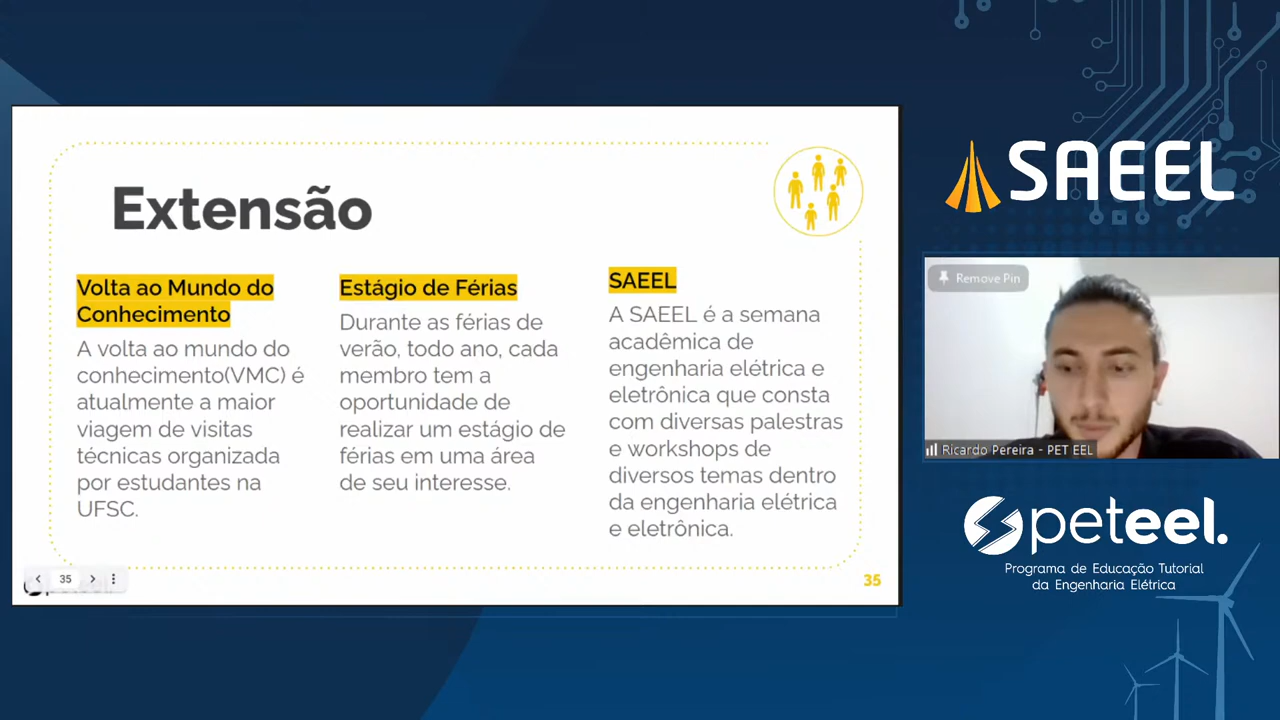 Extensão
Volta ao Mundo do
Conhecimento
A volta ao mundo do
conhecimento(VMC) é
atualmente a maior
viagem de visitas
técnicas organizada
por estudantes na
UFSC.
Estágio de Férias
Durante as férias de
verão, todo ano, cada
membro tem a
oportunidade de
realizar um estágio de
férias em uma área
de seu interesse.
SAEEL
A SAEEL é a semana
acadêmica de
engenharia elétrica e
eletrônica que consta
com diversas palestras
e workshops de
diversos temas dentro
da engenharia elétrica
e eletrônica.
35
35
SAEEL
Remove Pin
Ricardo Pereira - PET EEL
peteel.
Programa de Educação Tutorial
da Engenharia Elétrica